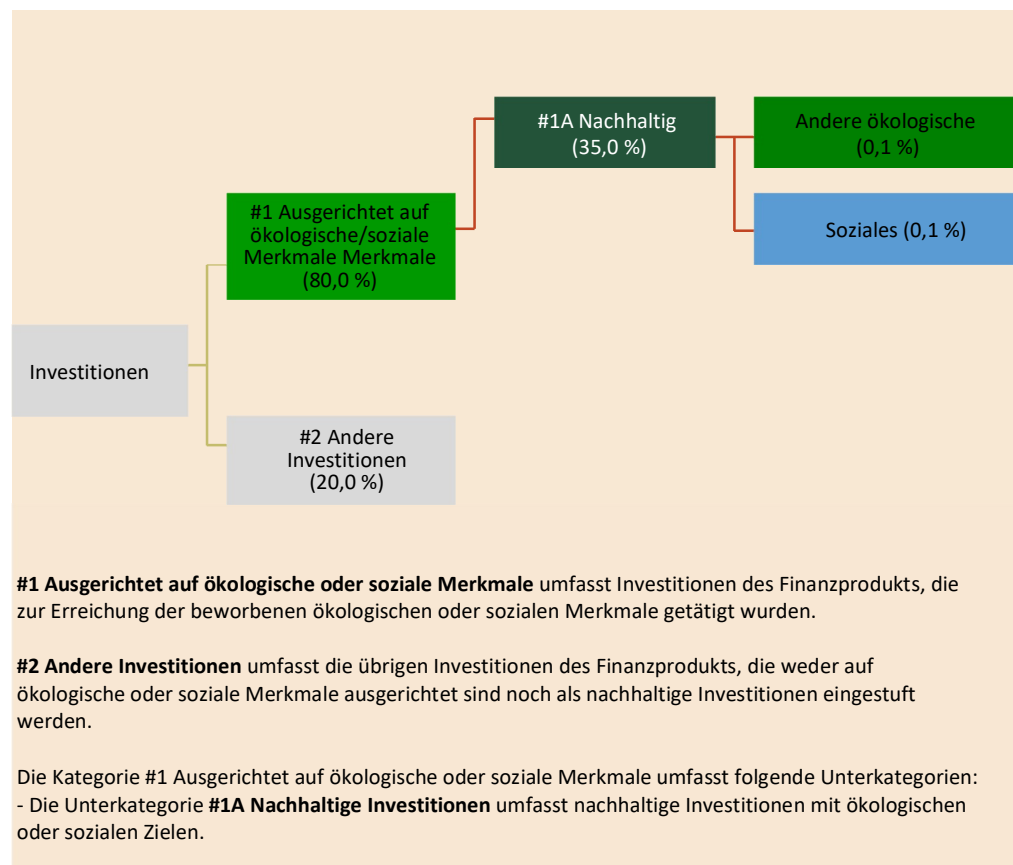 #1A Nachhaltig
(35,0 %)
Andere ökologische
(0,1 %)
#1 Ausgerichtet auf
ökologische/soziale
Merkmale Merkmale
(80,0 %)
Soziales (0,1 %)
Investitionen
#2 Andere
Investitionen
(20,0 %)
#1 Ausgerichtet auf ökologische oder soziale Merkmale umfasst Investitionen des Finanzprodukts, die
zur Erreichung der beworbenen ökologischen oder sozialen Merkmale getätigt wurden.
#2 Andere Investitionen umfasst die übrigen Investitionen des Finanzprodukts, die weder auf
ökologische oder soziale Merkmale ausgerichtet sind noch als nachhaltige Investitionen eingestuft
werden.
Die Kategorie #1 Ausgerichtet auf ökologische oder soziale Merkmale umfasst folgende Unterkategorien:
- Die Unterkategorie #1A Nachhaltige Investitionen umfasst nachhaltige Investitionen mit ökologischen
oder sozialen Zielen.